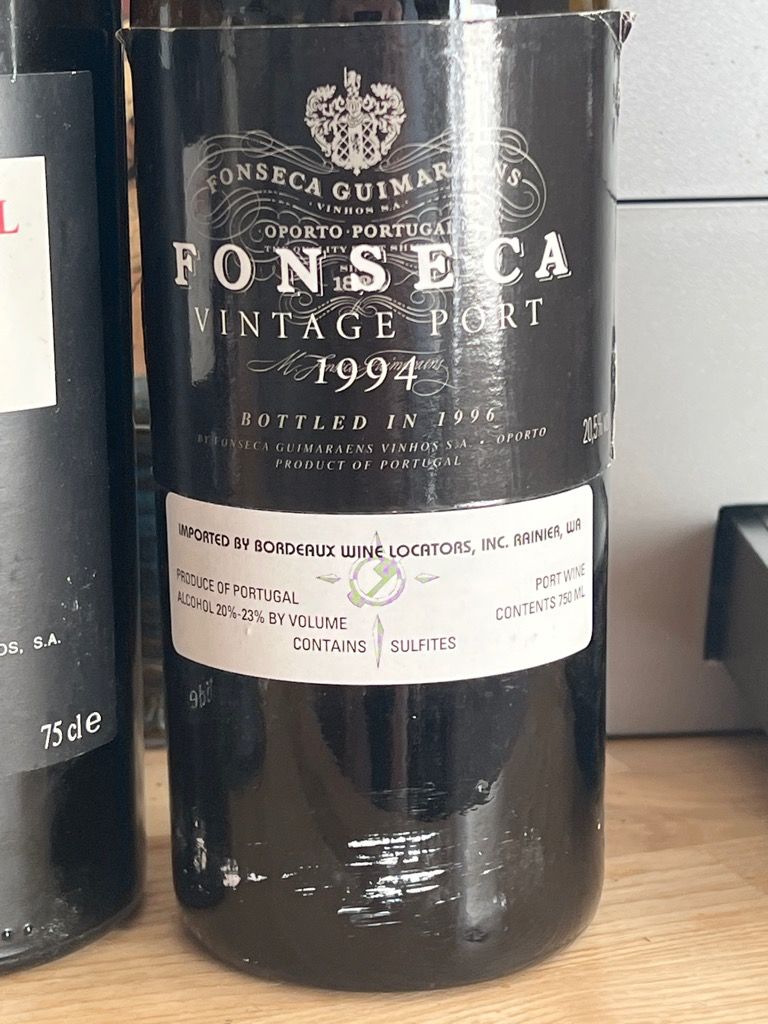 FONSECA GUIMARAENS
VINHOS S.A.
OPORTO · PORTUGAL
FONSECA
VINTAGE PORT
1994
BOTTLED IN 1996
BY FONSECA GUIMARAENS VINHOS S.A. · OPORTO
PRODUCT OF PORTUGAL
20,5%
IMPORTED BY BORDEAUX WINE LOCATORS, INC. RAINIER, WA
PRODUCE OF PORTUGAL
ALCOHOL 20%-23% BY VOLUME
PORT WINE
CONTENTS 750 ML
CONTAINS SULFITES
L
OS, S.A.
75 cl e